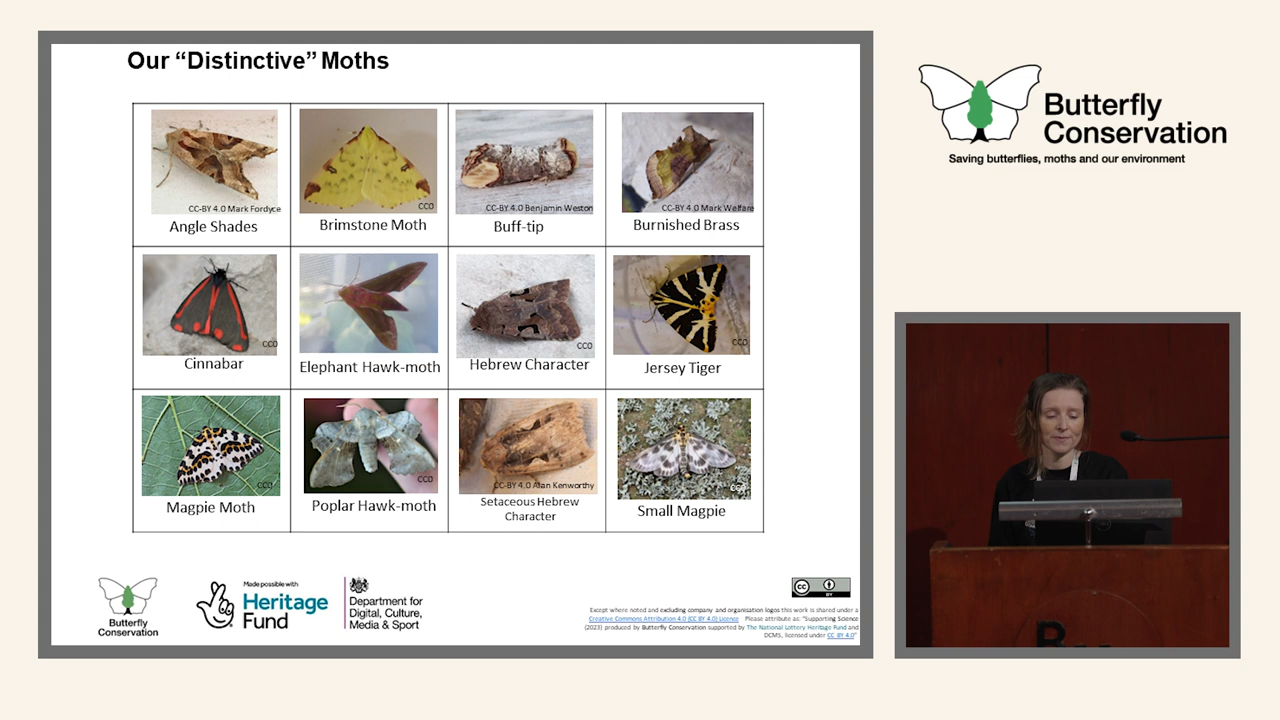 Our “Distinctive” Moths
CC-BY 4.0 Mark Fordyce
Angle Shades
CC0
Brimstone Moth
CC-BY 4.0 Benjamin Weston
Buff-tip
CC-BY 4.0 Mark Welfare
Burnished Brass
CC0
Cinnabar
Elephant Hawk-moth
CC0
Hebrew Character
CC0
Jersey Tiger
CC0
Magpie Moth
CC0
Poplar Hawk-moth
CC-BY 4.0 Alan Kenworthy
Setaceous Hebrew
Character
CC0
Small Magpie
Butterfly
Conservation
Made possible with
Heritage
Fund
Department for
Digital, Culture,
Media & Sport
cc
BY
Except where noted and excluding company and organisation logos this work is shared under a
Creative Commons Attribution 4.0 (CC BY 4.0) Licence Please attribute as: "Supporting Science
(2023) produced by Butterfly Conservation supported by The National Lottery Heritage Fund and
DCMS, licensed under CC BY 4.0"
Butterfly
Conservation
Saving butterflies, moths and our environment